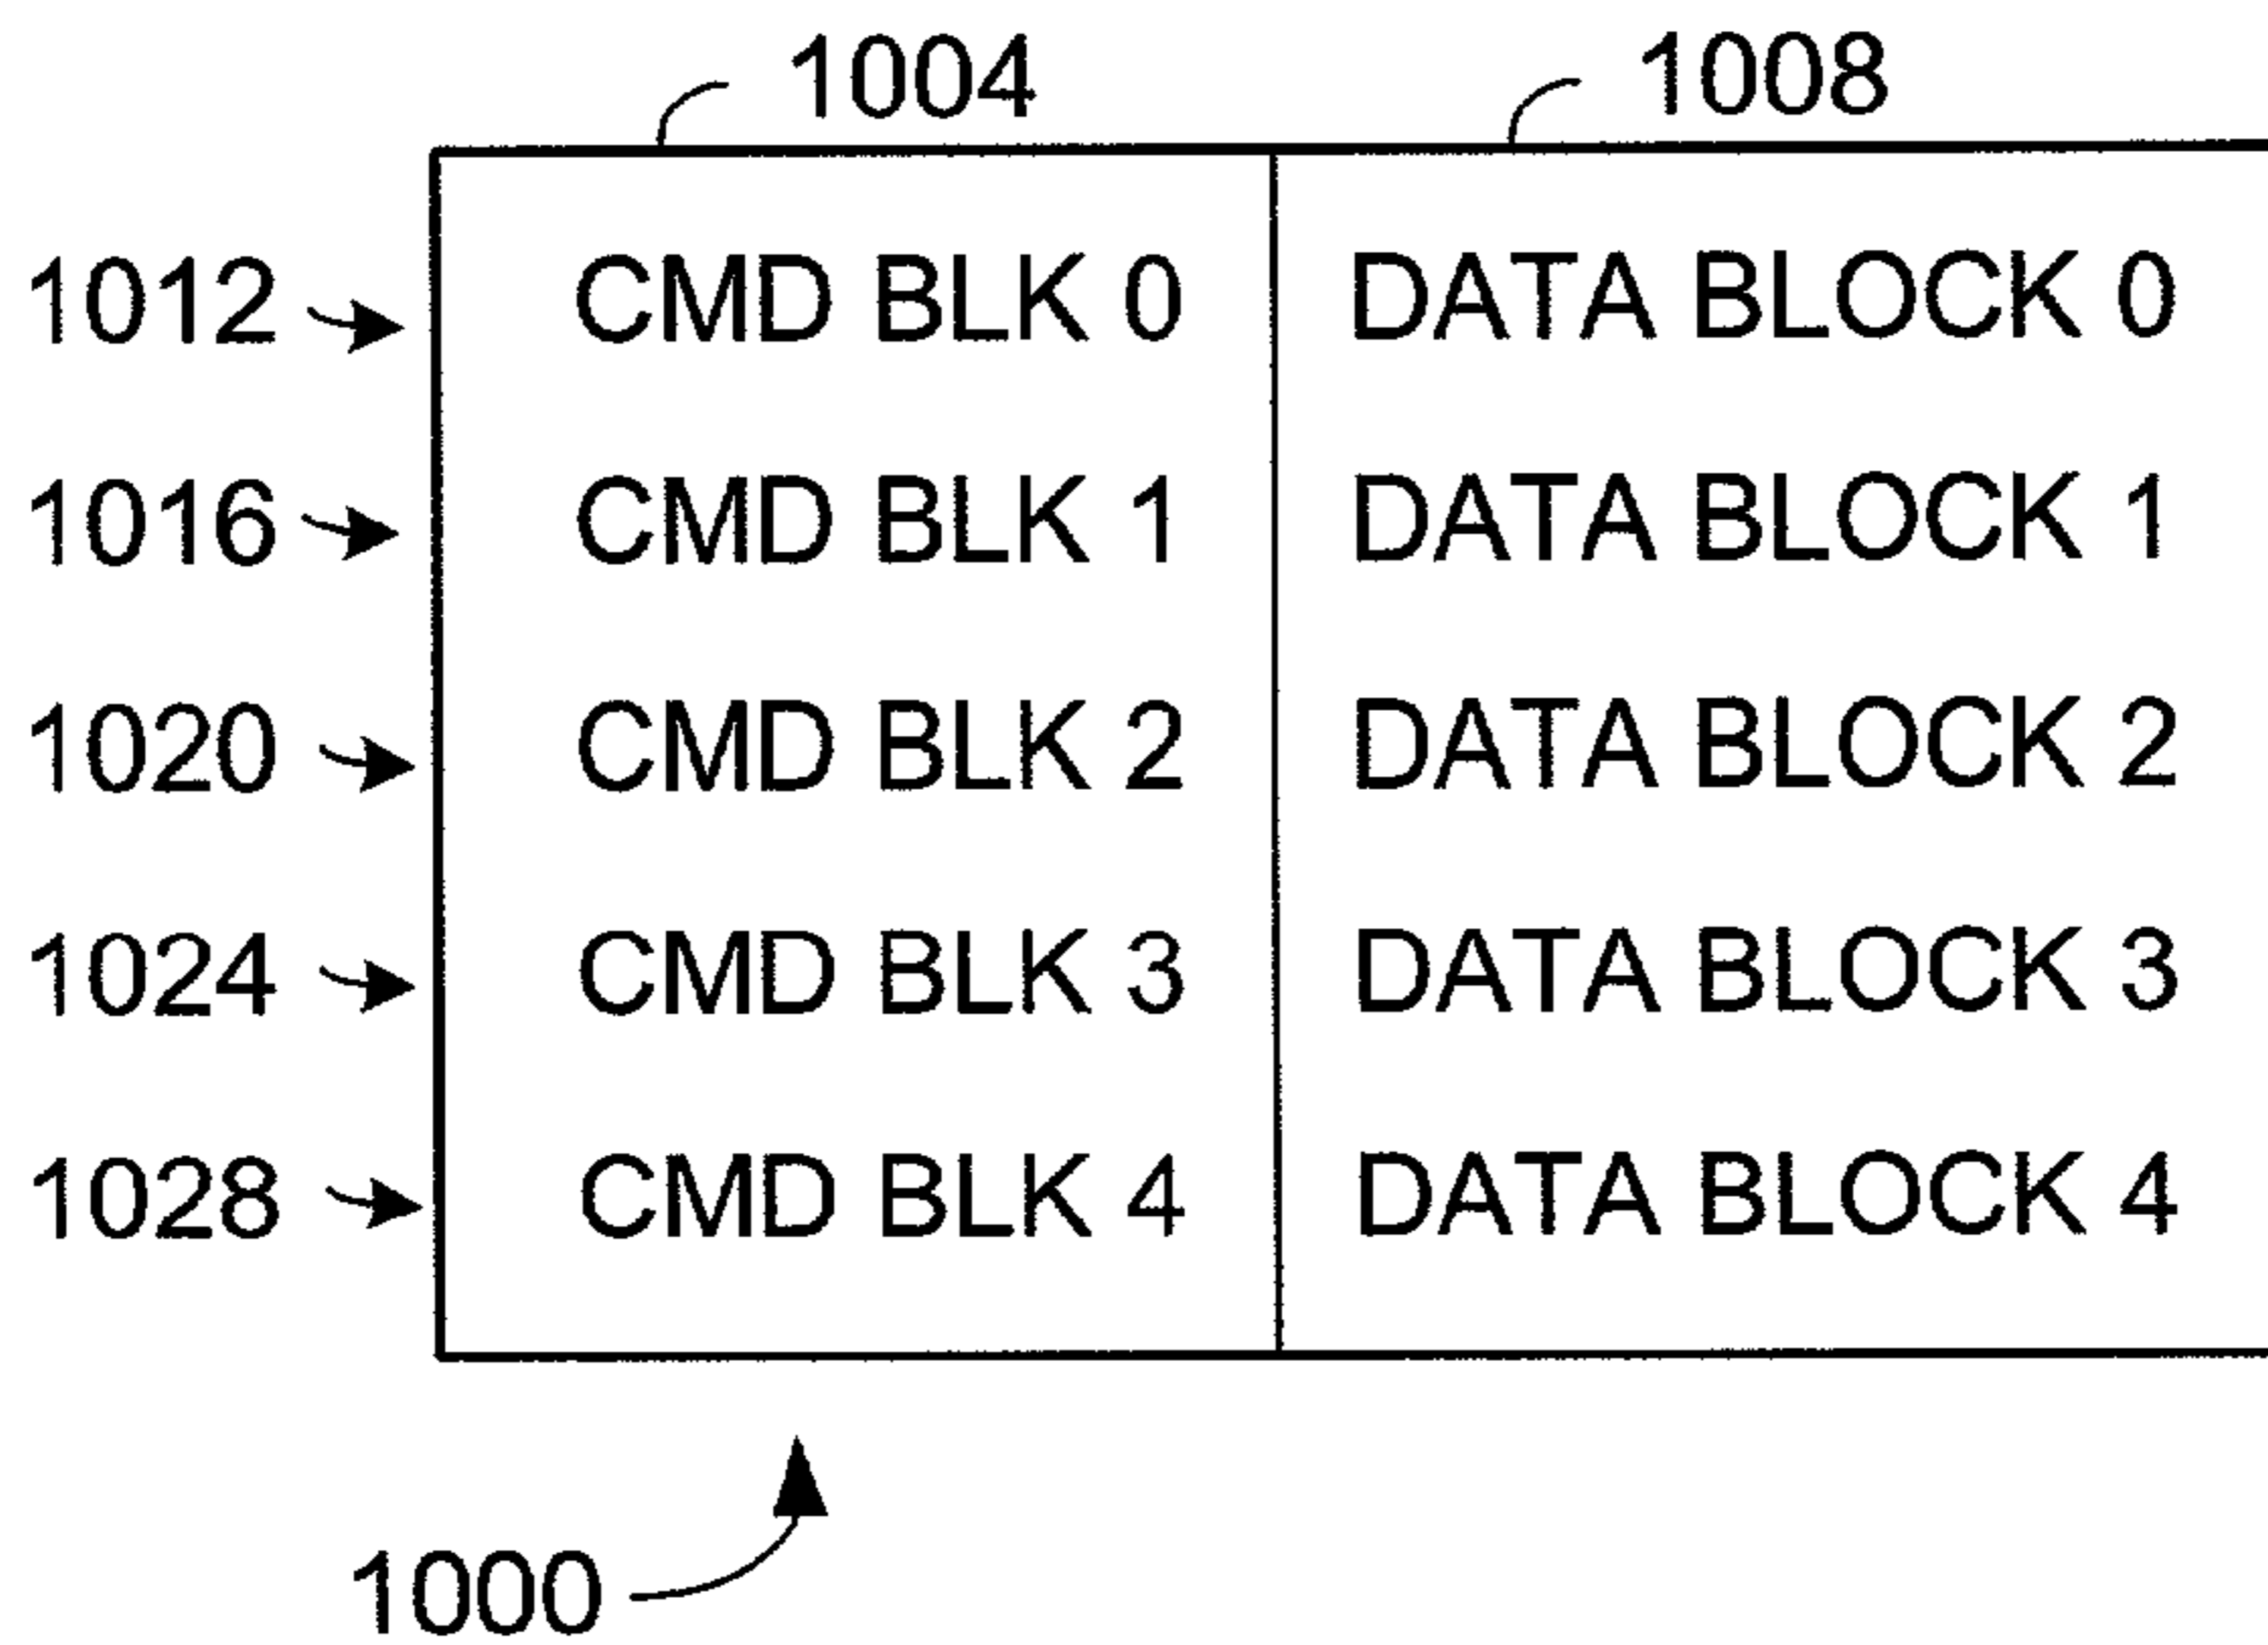 1004 1008
1012 CMD BLK 0 DATA BLOCK 0
1016 CMD BLK 1 DATA BLOCK 1
1020 CMD BLK 2 DATA BLOCK 2
1024 CMD BLK 3 DATA BLOCK 3
1028 CMD BLK 4 DATA BLOCK 4
1000